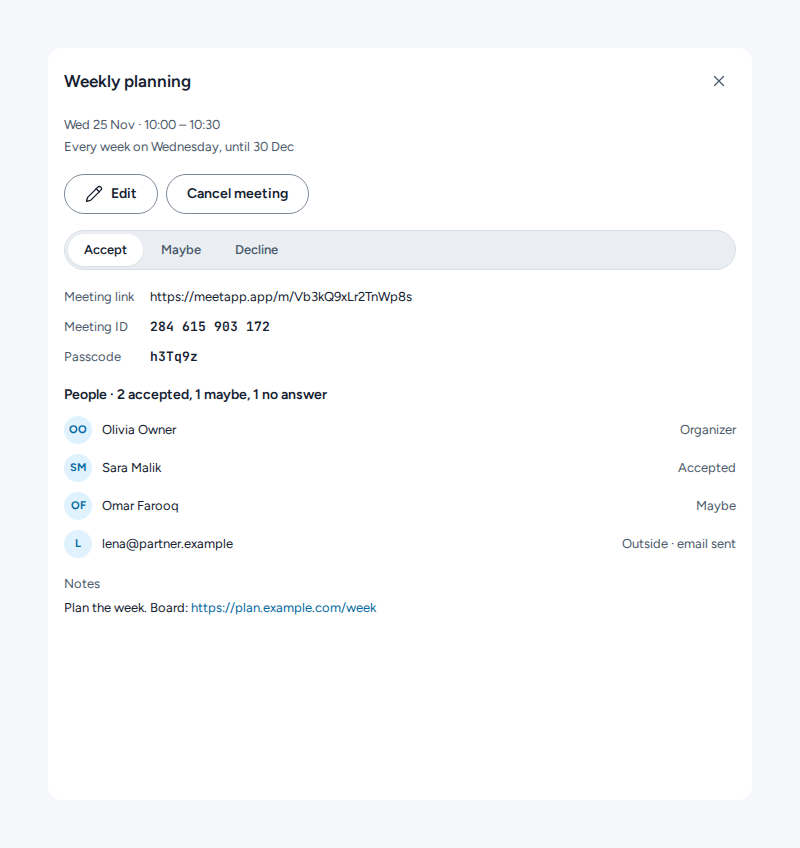 Weekly planning
Wed 25 Nov · 10:00 – 10:30
Every week on Wednesday, until 30 Dec
Edit Cancel meeting
Accept Maybe Decline
Meeting link https://meetapp.app/m/Vb3kQ9xLr2TnWp8s
Meeting ID 284 615 903 172
Passcode h3Tq9z
People · 2 accepted, 1 maybe, 1 no answer
OO Olivia Owner Organizer
SM Sara Malik Accepted
OF Omar Farooq Maybe
L lena@partner.example Outside · email sent
Notes
Plan the week. Board: https://plan.example.com/week